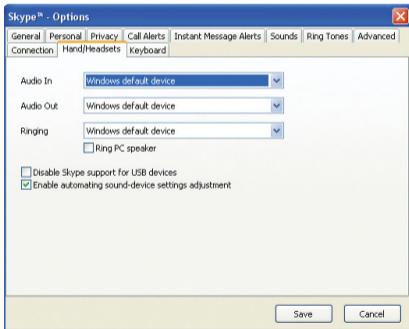 Skype™ - Options
General Personal Privacy Call Alerts Instant Message Alerts Sounds Ring Tones Advanced
Connection Hand/Headsets Keyboard
Audio In Windows default device
Audio Out Windows default device
Ringing Windows default device
Ring PC speaker
Disable Skype support for USB devices
Enable automating sound-device settings adjustment
Save Cancel